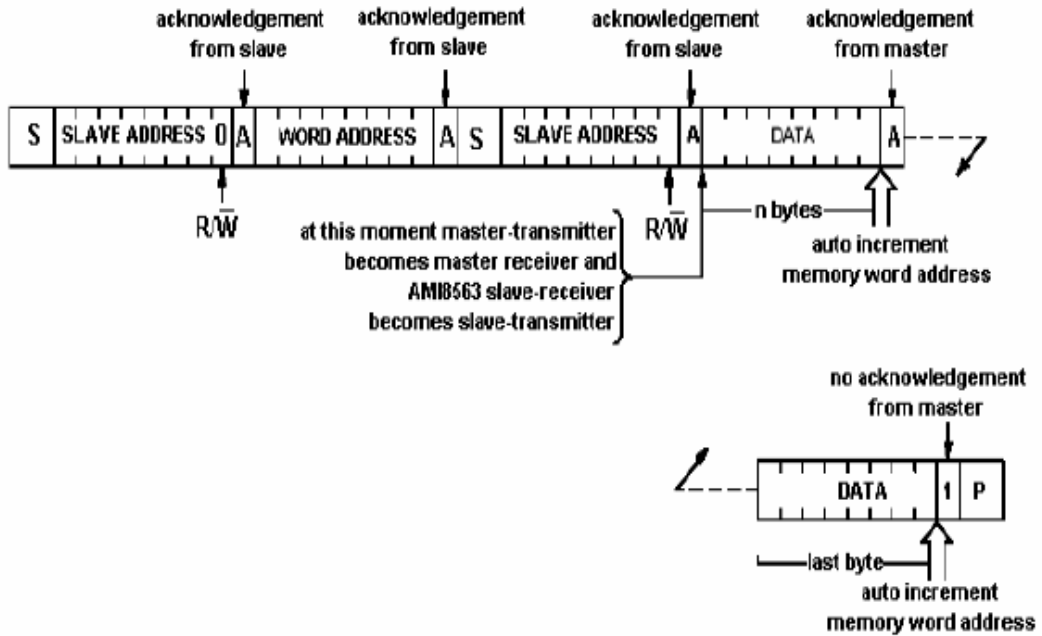 acknowledgement
from slave
acknowledgement
from slave
acknowledgement
from slave
acknowledgement
from master
S SLAVE ADDRESS 0 A WORD ADDRESS A S SLAVE ADDRESS A DATA A
R/W̅
R/W̅
n bytes
at this moment master-transmitter
becomes master receiver and
AMI8563 slave-receiver
becomes slave-transmitter
auto increment
memory word address
no acknowledgement
from master
DATA 1 P
last byte
auto increment
memory word address